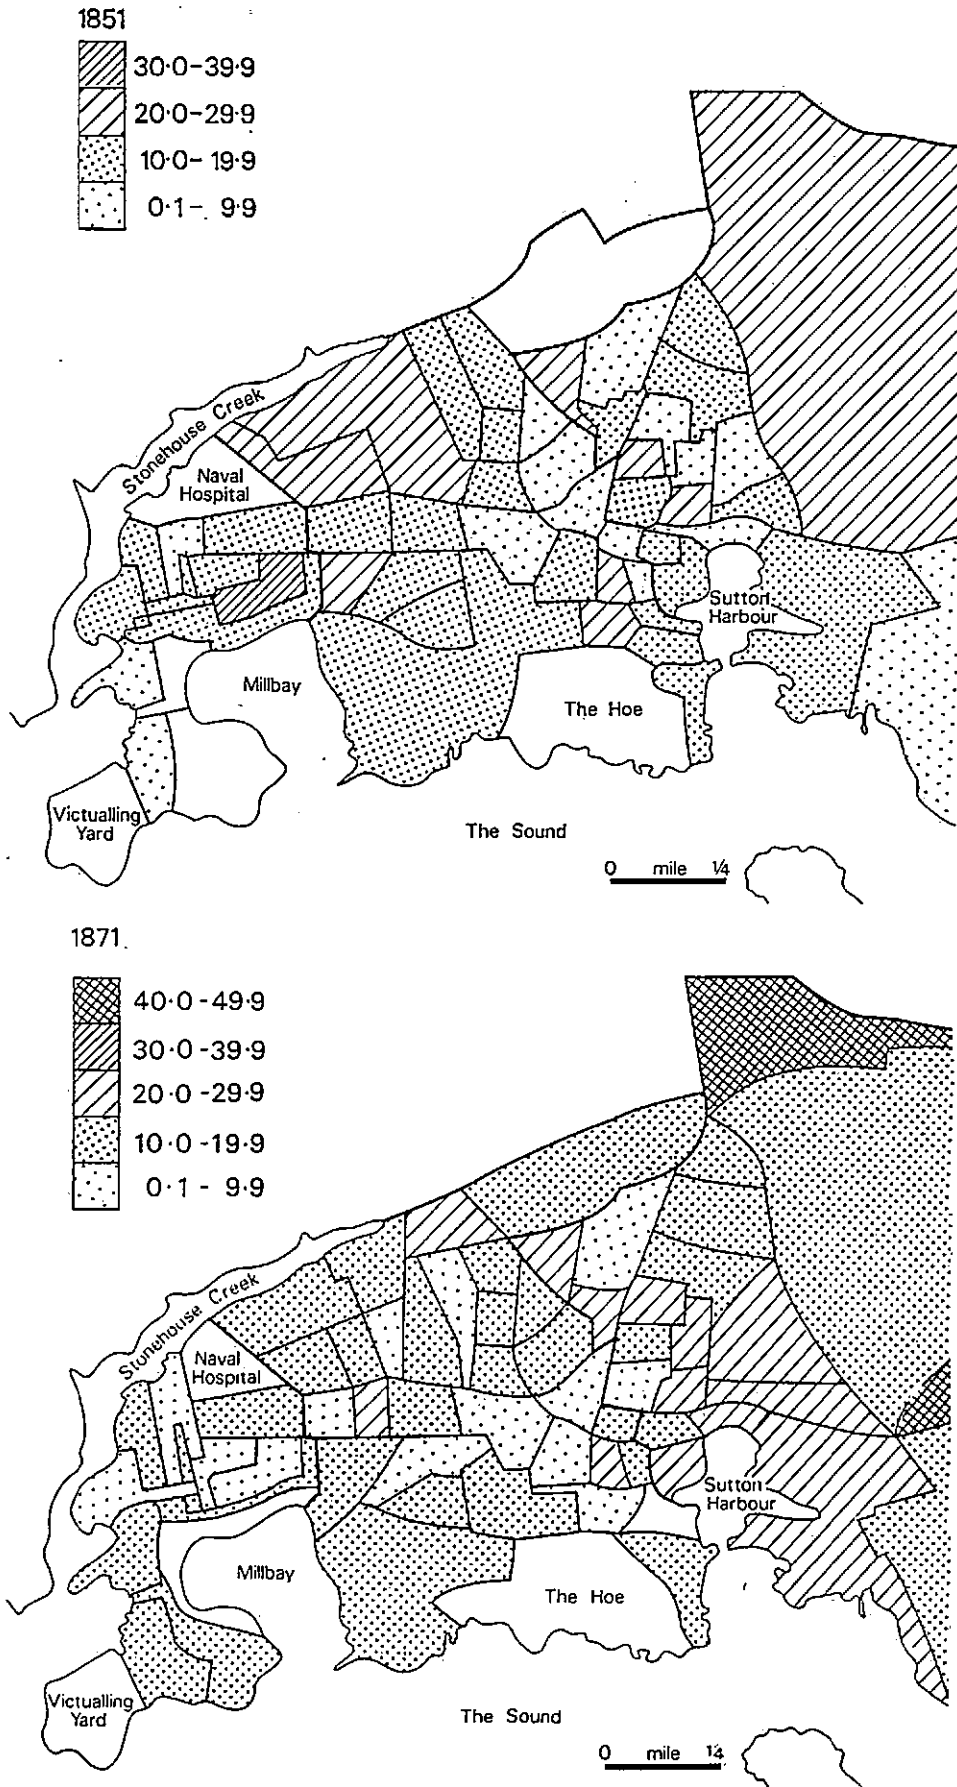 1851
30·0-39·9
20·0-29·9
10·0-19·9
0·1- 9·9
Stonehouse Creek
Naval
Hospital
Sutton
Harbour
Millbay
The Hoe
Victualling
Yard
The Sound
0 mile ¼
1871
40·0-49·9
30·0-39·9
20·0-29·9
10·0-19·9
0·1- 9·9
Stonehouse Creek
Naval
Hospital
Sutton
Harbour
Millbay
The Hoe
Victualling
Yard
The Sound
0 mile ¼